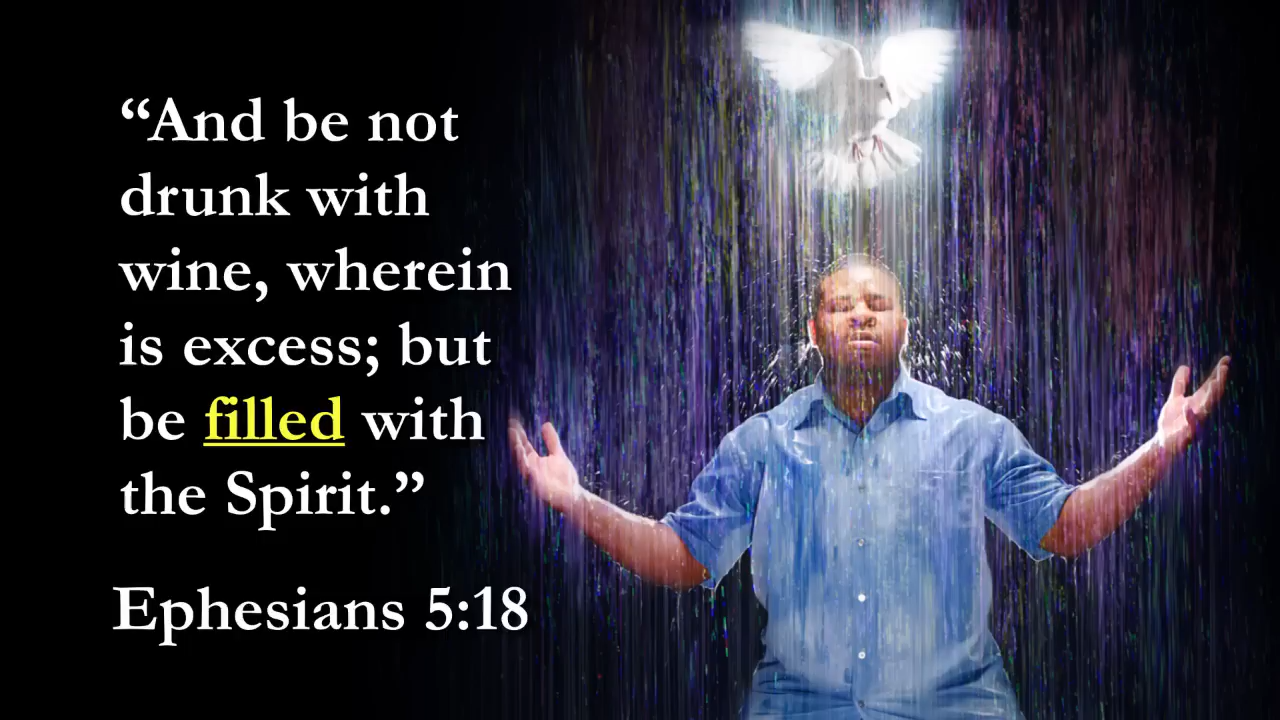 “And be not
drunk with
wine, wherein
is excess; but
be filled with
the Spirit.”
Ephesians 5:18